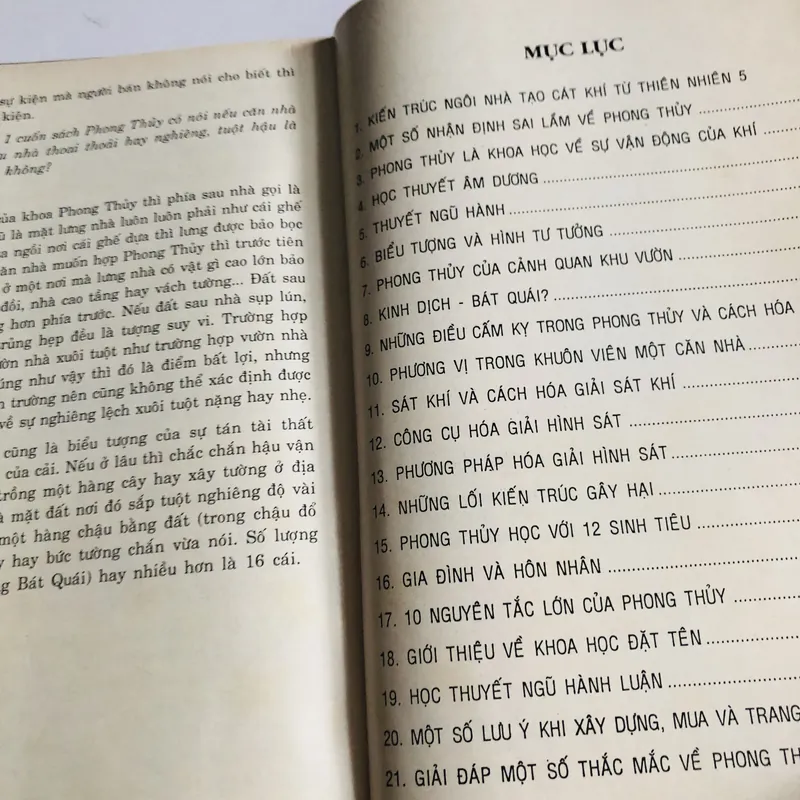 sự kiện mà người bán không nói cho biết thì
kiện.
1 cuốn sách Phong Thủy có nói nếu căn nhà
nhà thoai thoải hay nghiêng, tuột hậu là
không?
của khoa Phong Thủy thì phía sau nhà gọi là
là mặt lưng nhà luôn luôn phải như cái ghế
ngồi nơi cái ghế dựa thì lưng được bảo bọc
căn nhà muốn hợp Phong Thủy thì trước tiên
ở một nơi mà lưng nhà có vật gì cao lớn bảo
đồi, nhà cao tầng hay vách tường... Đất sau
hơn phía trước. Nếu đất sau nhà sụp lún,
trũng hẹp đều là tượng suy vi. Trường hợp
vườn nhà xuôi tuột như trường hợp vườn nhà
đúng như vậy thì đó là điểm bất lợi, nhưng
trường nên cũng không thể xác định được
về sự nghiêng lệch xuôi tuột nặng hay nhẹ.
cũng là biểu tượng của sự tán tài thất
của cải. Nếu ở lâu thì chắc chắn hậu vận
trồng một hàng cây hay xây tường ở địa
mặt đất nơi đó sắp tuột nghiêng độ vài
một hàng chậu bằng đất (trong chậu đổ
hay bức tường chắn vừa nói. Số lượng
Bát Quái) hay nhiều hơn là 16 cái.
MỤC LỤC
1. KIẾN TRÚC NGÔI NHÀ TẠO CÁT KHÍ TỪ THIÊN NHIÊN 5
2. MỘT SỐ NHẬN ĐỊNH SAI LẦM VỀ PHONG THỦY
3. PHONG THỦY LÀ KHOA HỌC VỀ SỰ VẬN ĐỘNG CỦA KHÍ
4. HỌC THUYẾT ÂM DƯƠNG
5. THUYẾT NGŨ HÀNH
6. BIỂU TƯỢNG VÀ HÌNH TƯ TƯỞNG
7. PHONG THỦY CỦA CẢNH QUAN KHU VƯỜN
8. KINH DỊCH - BÁT QUÁI?
9. NHỮNG ĐIỀU CẤM KỴ TRONG PHONG THỦY VÀ CÁCH HÓA
10. PHƯƠNG VỊ TRONG KHUÔN VIÊN MỘT CĂN NHÀ
11. SÁT KHÍ VÀ CÁCH HÓA GIẢI SÁT KHÍ
12. CÔNG CỤ HÓA GIẢI HÌNH SÁT
13. PHƯƠNG PHÁP HÓA GIẢI HÌNH SÁT
14. NHỮNG LỐI KIẾN TRÚC GÂY HẠI
15. PHONG THỦY HỌC VỚI 12 SINH TIÊU
16. GIA ĐÌNH VÀ HÔN NHÂN
17. 10 NGUYÊN TẮC LỚN CỦA PHONG THỦY
18. GIỚI THIỆU VỀ KHOA HỌC ĐẶT TÊN
19. HỌC THUYẾT NGŨ HÀNH LUẬN
20. MỘT SỐ LƯU Ý KHI XÂY DỰNG, MUA VÀ TRANG
21. GIẢI ĐÁP MỘT SỐ THẮC MẮC VỀ PHONG TH